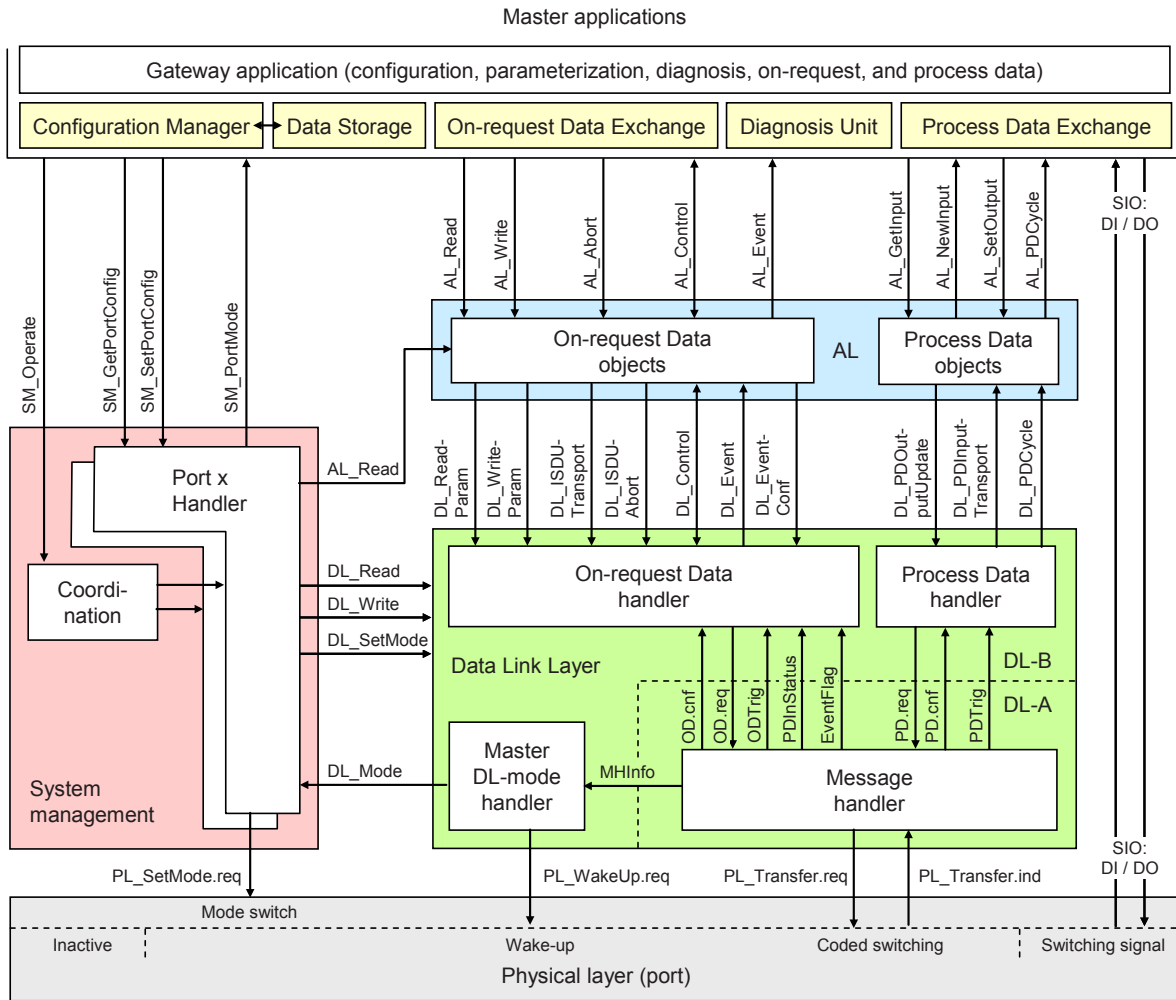 Master applications
Gateway application (configuration, parameterization, diagnosis, on-request, and process data)
Configuration Manager
Data Storage
On-request Data Exchange
Diagnosis Unit
Process Data Exchange
SM_Operate
SM_GetPortConfig
SM_SetPortConfig
SM_PortMode
AL_Read
AL_Write
AL_Abort
AL_Control
AL_Event
AL_GetInput
AL_NewInput
AL_SetOutput
AL_PDCycle
SIO:
DI / DO
On-request Data
objects
AL
Process Data
objects
AL_Read
DL_Read-
Param
DL_Write-
Param
DL_ISDU-
Transport
DL_ISDU-
Abort
DL_Control
DL_Event
DL_Event-
Conf
DL_PDOut-
putUpdate
DL_PDInput-
Transport
DL_PDCycle
Port x
Handler
Coordi-
nation
DL_Read
DL_Write
DL_SetMode
On-request Data
handler
Process Data
handler
Data Link Layer
DL-B
DL-A
OD.cnf
OD.req
ODTrig
PDInStatus
EventFlag
PD.req
PD.cnf
PDTrig
System
management
DL_Mode
Master
DL-mode
handler
MHInfo
Message
handler
PL_SetMode.req
PL_WakeUp.req
PL_Transfer.req
PL_Transfer.ind
SIO:
DI / DO
Mode switch
Inactive
Wake-up
Coded switching
Switching signal
Physical layer (port)